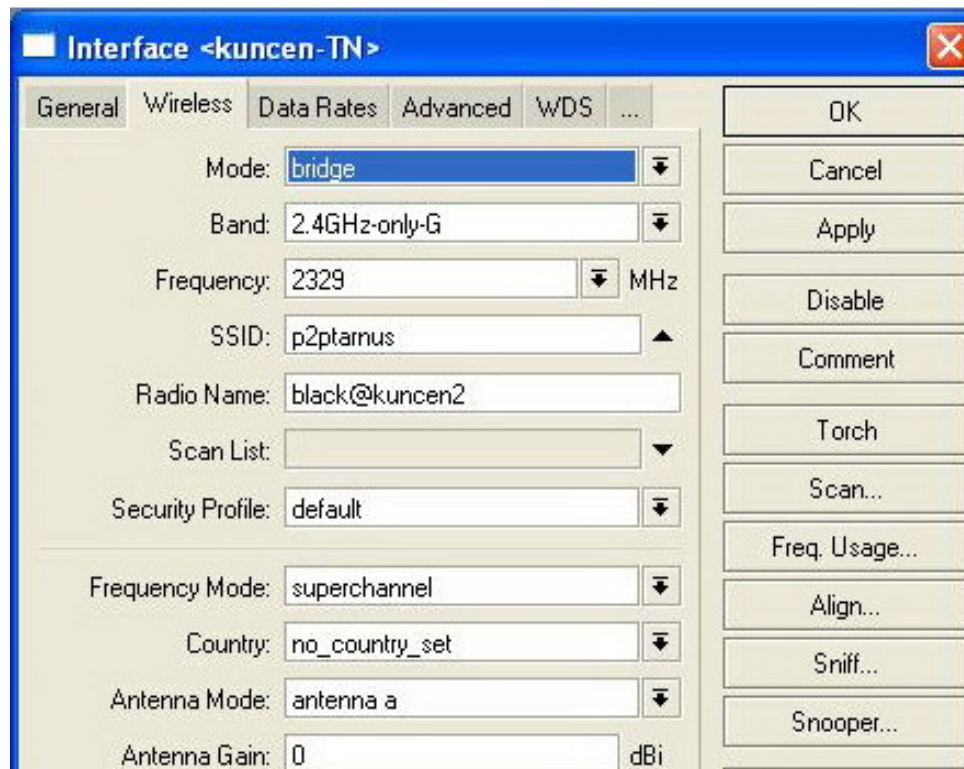 Interface <kuncen-TN>
General Wireless Data Rates Advanced WDS ...
Mode: bridge
Band: 2.4GHz-only-G
Frequency: 2329 MHz
SSID: p2ptarnus
Radio Name: black@kuncen2
Scan List:
Security Profile: default
Frequency Mode: superchannel
Country: no_country_set
Antenna Mode: antenna a
Antenna Gain: 0 dBi
OK
Cancel
Apply
Disable
Comment
Torch
Scan...
Freq. Usage...
Align...
Sniff...
Snooper...